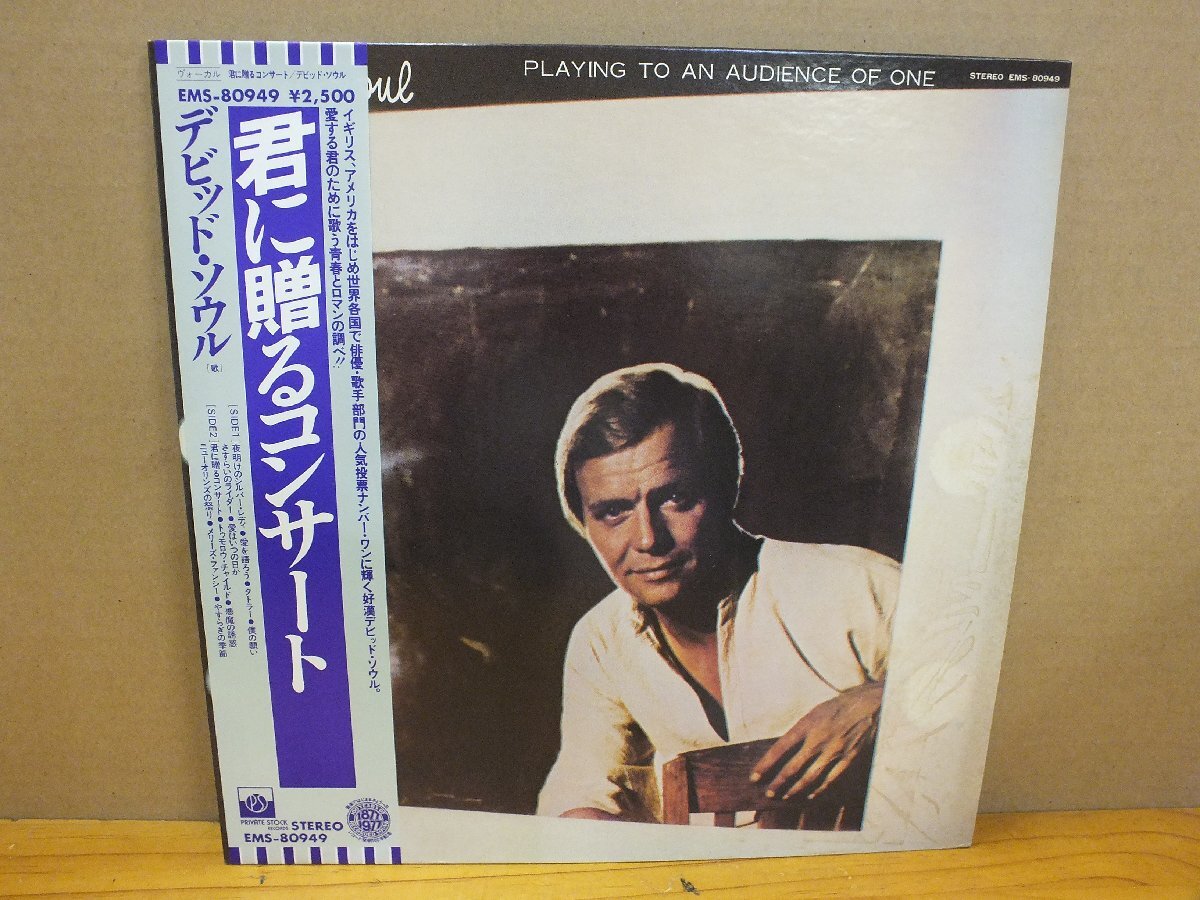 ヴォーカル 君に贈るコンサート/デビッド・ソウル
EMS-80949 ¥2,500
君に贈るコンサート
デビッド・ソウル
「歌」
イギリス、アメリカをはじめ世界各国で俳優・歌手部門の人気投票ナンバー・ワンに輝く好漢デビッド・ソウル。
愛する君のために歌う青春とロマンの調べ!!
[SIDE1] 夜明けのシルバー・レディ●愛を語ろう●タトラー●僕の願い
さすらいのライダー●愛はいつの日か
[SIDE2] 君に贈るコンサート●トゥモロウ・チャイルド●悪魔の誘惑
ニューオリンズの祭り●メリーズ・ファンシー●やすらぎの季節
PS
PRIVATE STOCK
RECORDS
STEREO
EMS-80949
1877
1977
oul
PLAYING TO AN AUDIENCE OF ONE
STEREO EMS-80949